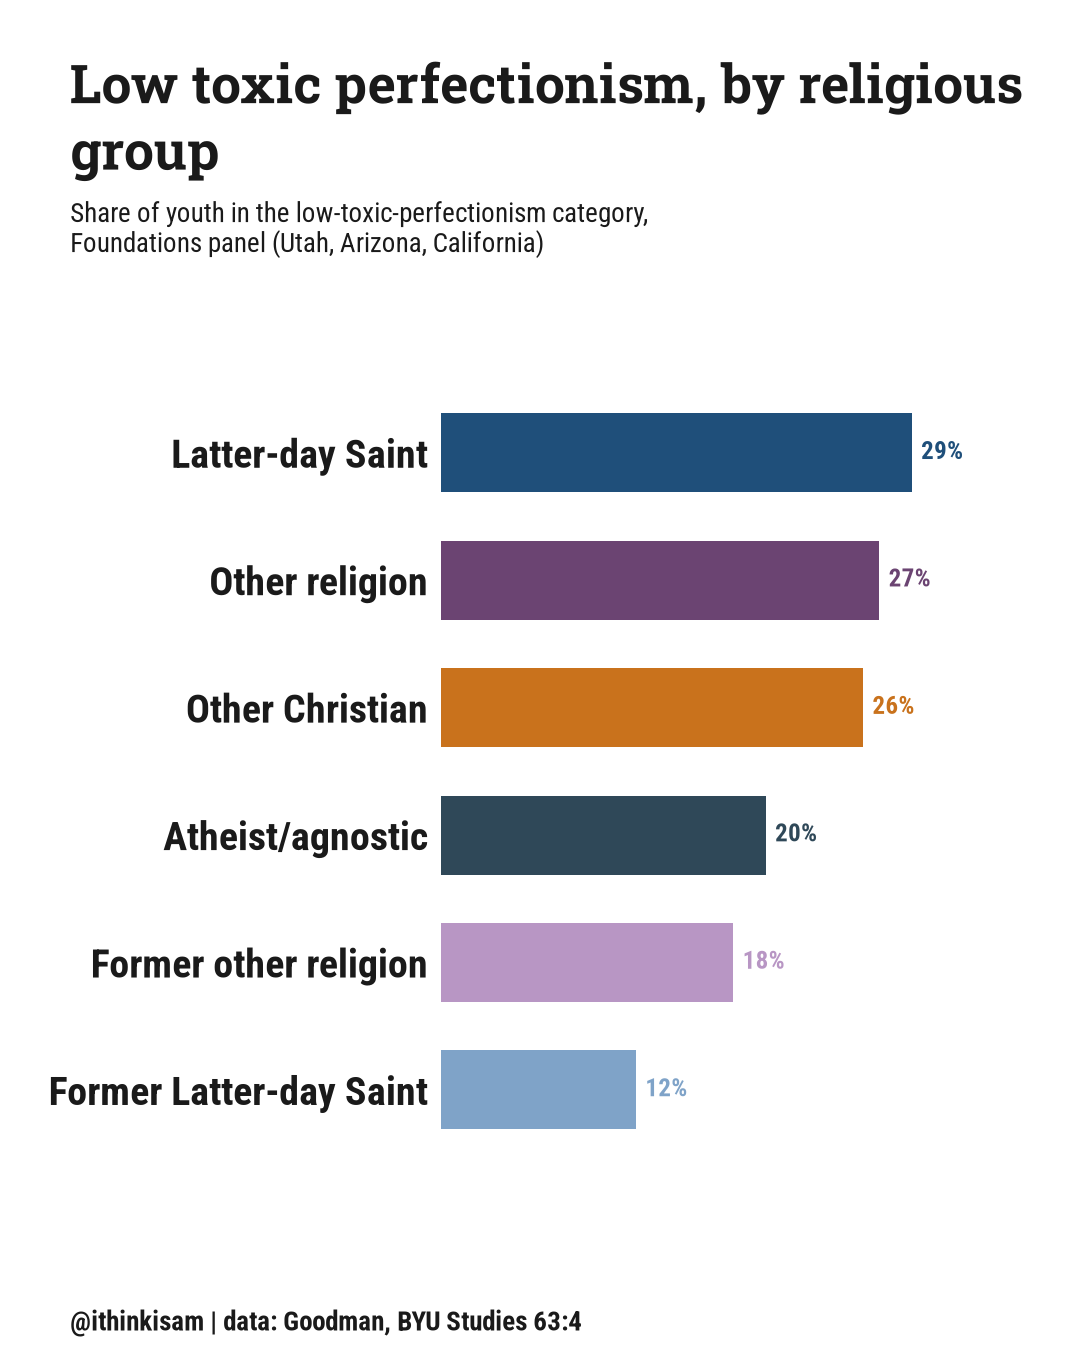 Low toxic perfectionism, by religious
group
Share of youth in the low-toxic-perfectionism category,
Foundations panel (Utah, Arizona, California)
Latter-day Saint 29%
Other religion 27%
Other Christian 26%
Atheist/agnostic 20%
Former other religion 18%
Former Latter-day Saint 12%
@ithinkisam | data: Goodman, BYU Studies 63:4